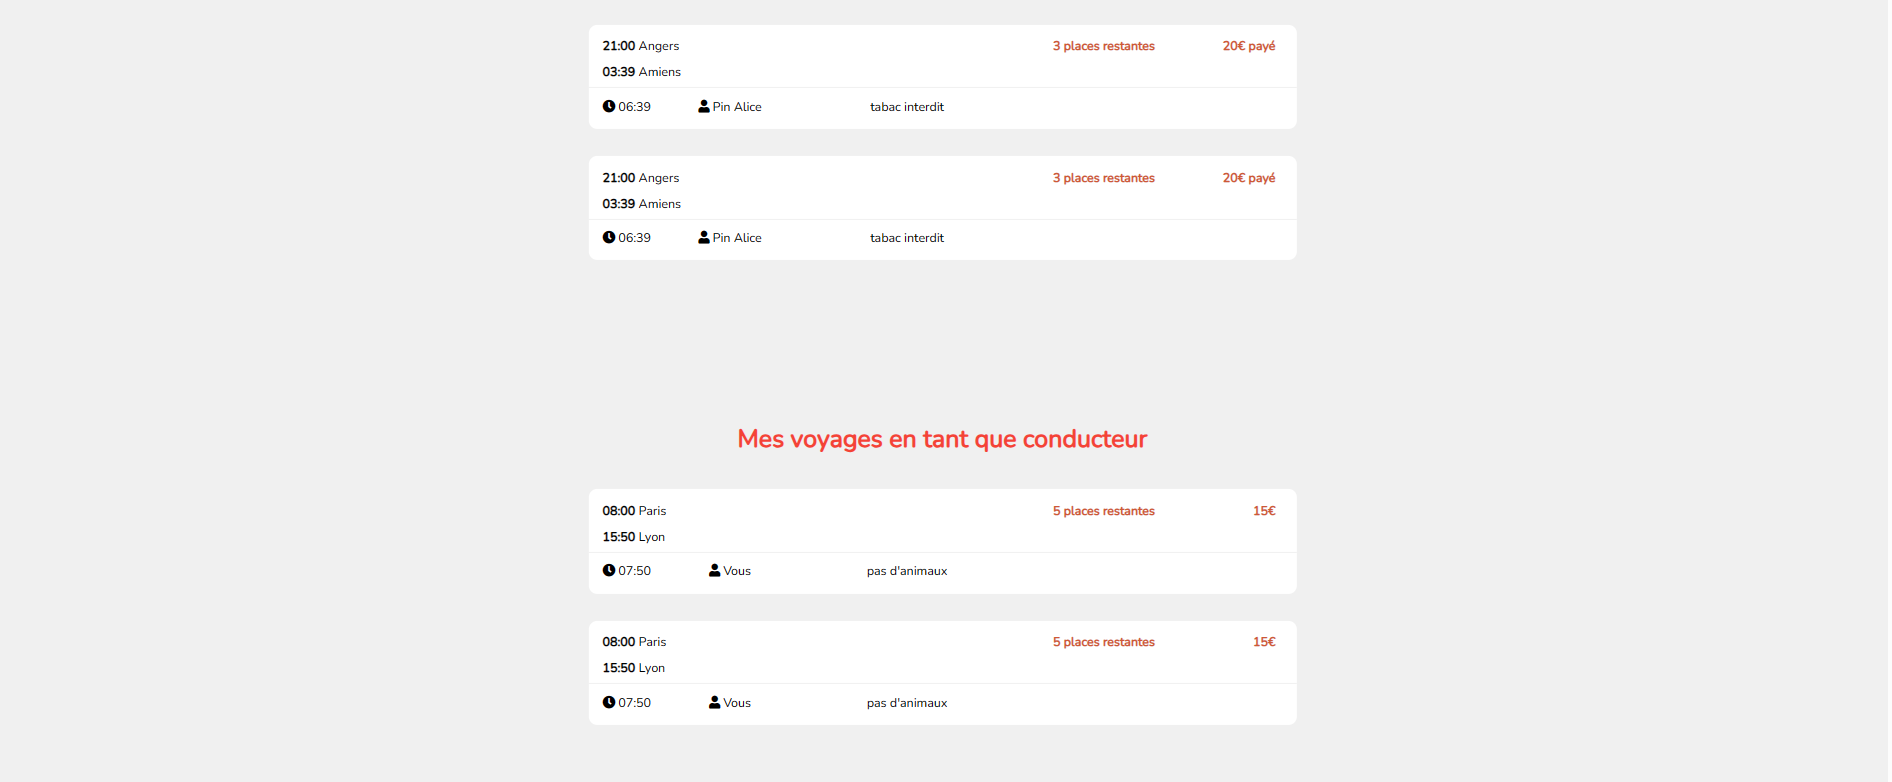 21:00 Angers 3 places restantes 20€ payé
03:39 Amiens
06:39 Pin Alice tabac interdit
21:00 Angers 3 places restantes 20€ payé
03:39 Amiens
06:39 Pin Alice tabac interdit
Mes voyages en tant que conducteur
08:00 Paris 5 places restantes 15€
15:50 Lyon
07:50 Vous pas d'animaux
08:00 Paris 5 places restantes 15€
15:50 Lyon
07:50 Vous pas d'animaux